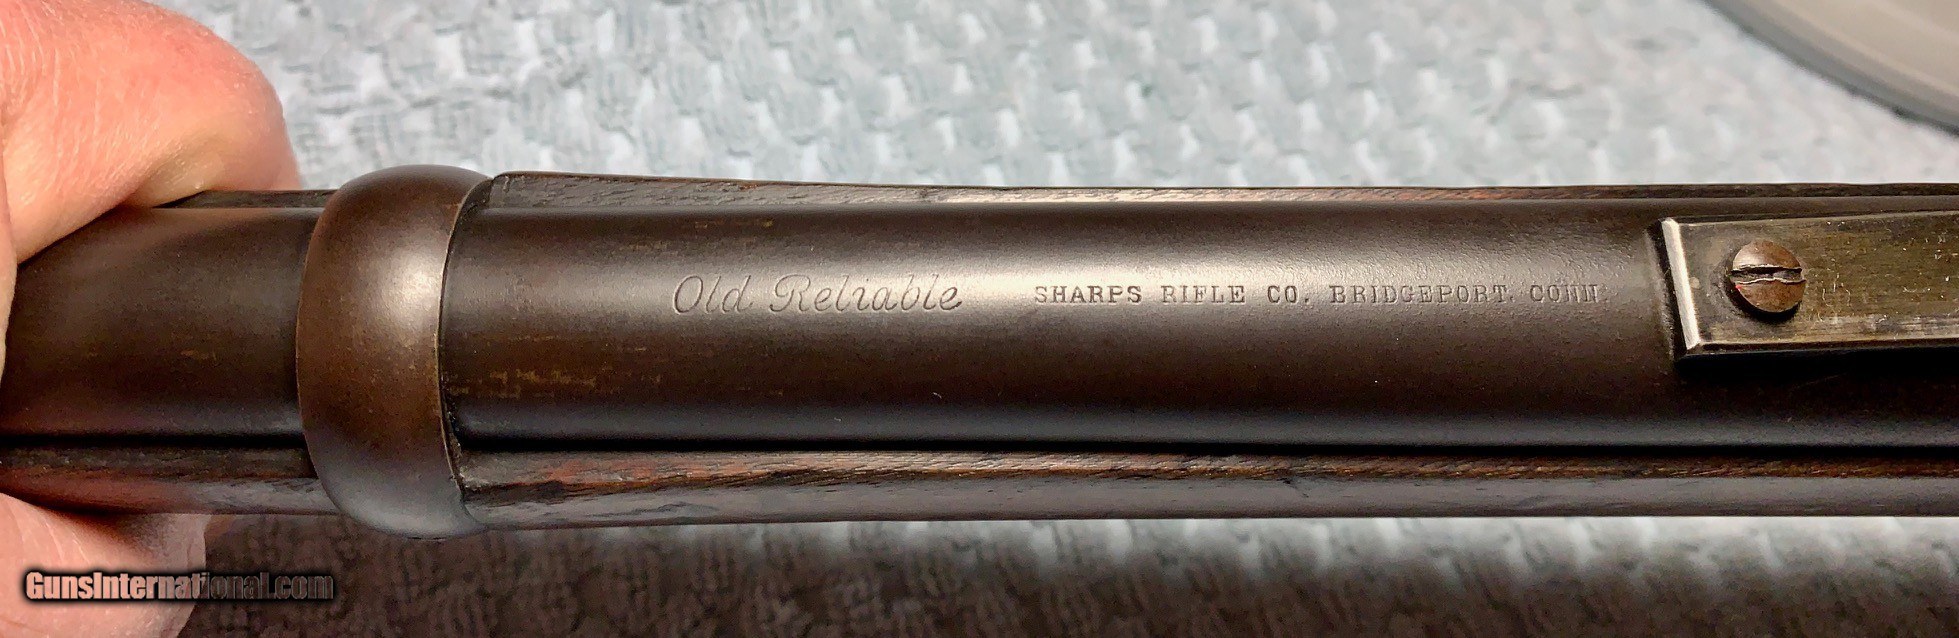 Old Reliable SHARPS RIFLE CO. BRIDGEPORT. CONN.
GunsInternational.com